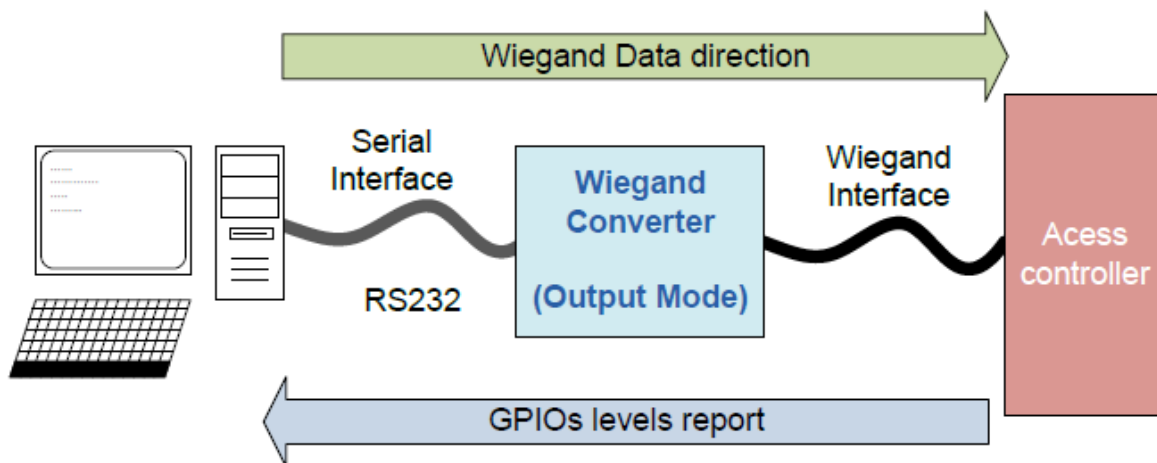 Wiegand Data direction
Serial
Interface
RS232
Wiegand
Converter
(Output Mode)
Wiegand
Interface
Acess
controller
GPIOs levels report